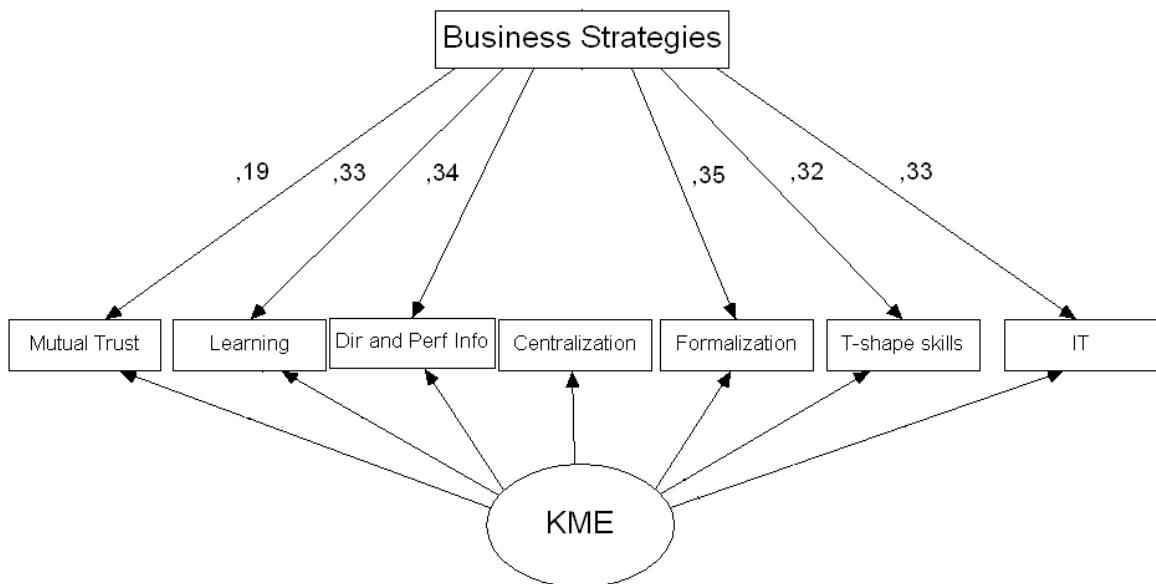 Business Strategies
,19
,33
,34
,35
,32
,33
Mutual Trust
Learning
Dir and Perf Info
Centralization
Formalization
T-shape skills
IT
KME